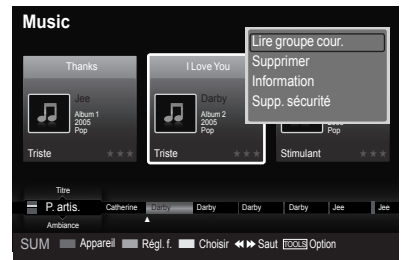 Music
Lire groupe cour.
Supprimer
Information
Supp. sécurité
Thanks
I Love You
Jee
Album 1
2005
Pop
Darby
Album 2
2005
Pop
2005
Pop
Triste
Triste
Stimulant
Titre
P. artis.
Catherine
Darby
Darby
Darby
Darby
Jee
Jee
Ambiance
SUM Appareil Régl. f. Choisir Saut TOOLS Option